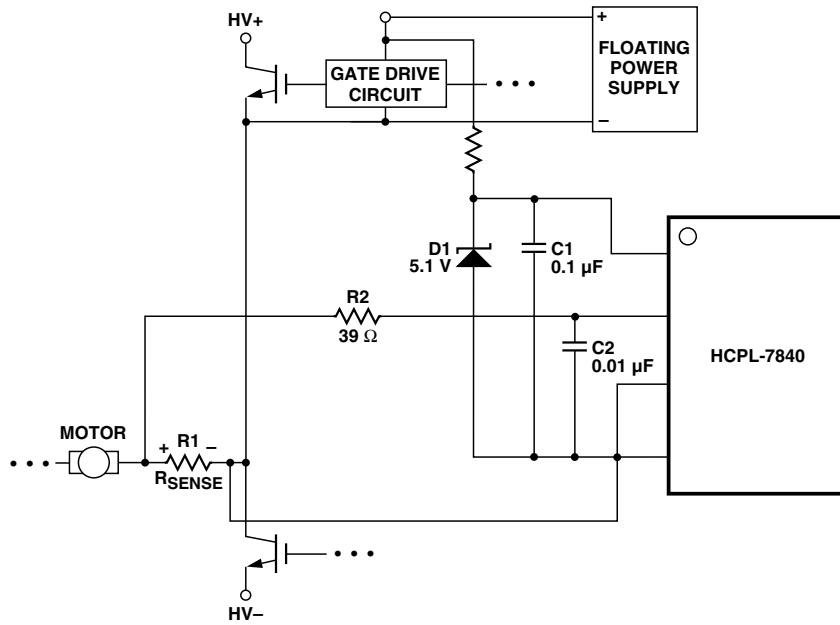 HV+
+
FLOATING
POWER
SUPPLY
−
GATE DRIVE
CIRCUIT
• • •
D1
5.1 V
C1
0.1 µF
R2
39 Ω
C2
0.01 µF
HCPL-7840
MOTOR
• • •
+ R1 −
RSENSE
• • •
HV−